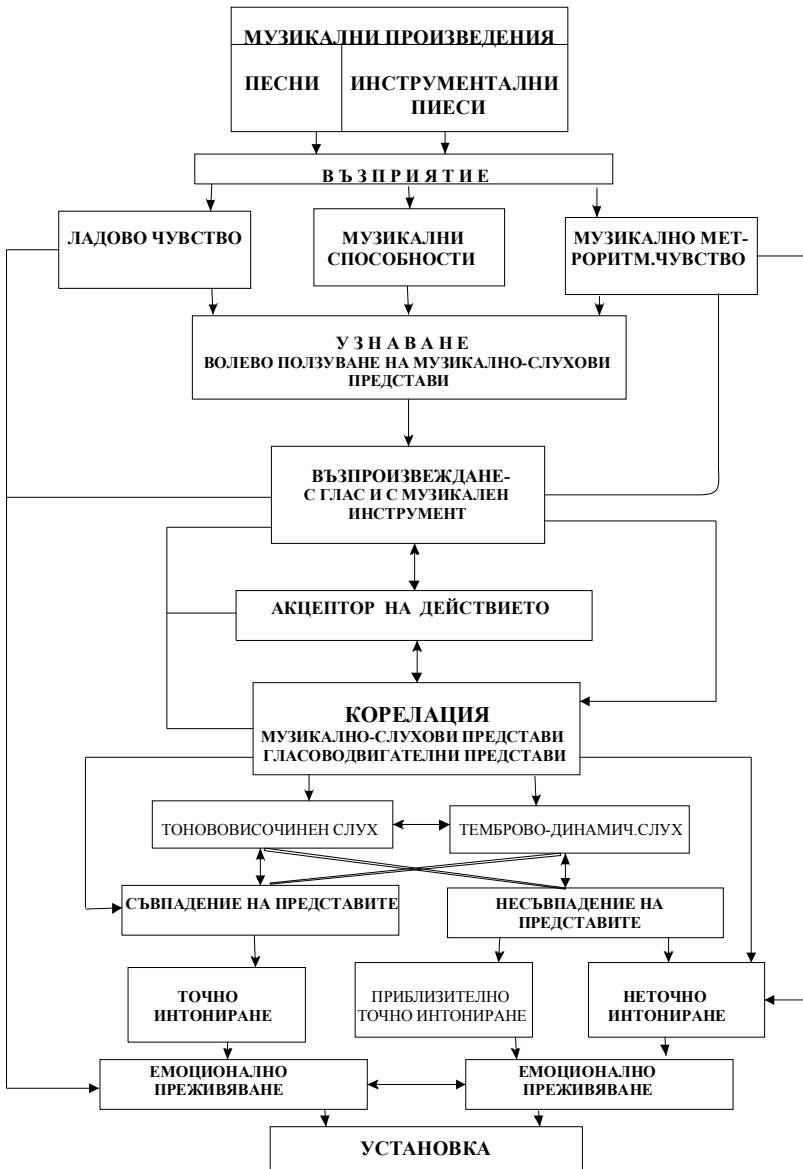 МУЗИКАЛНИ ПРОИЗВЕДЕНИЯ
ПЕСНИ
ИНСТРУМЕНТАЛНИ
ПИЕСИ
В Ъ З П Р И Я Т И Е
ЛАДОВО ЧУВСТВО
МУЗИКАЛНИ
СПОСОБНОСТИ
МУЗИКАЛНО МЕТ-
РОРИТМ.ЧУВСТВО
У З Н А В А Н Е
ВОЛЕВО ПОЛЗУВАНЕ НА МУЗИКАЛНО-СЛУХОВИ
ПРЕДСТАВИ
ВЪЗПРОИЗВЕЖДАНЕ-
С ГЛАС И С МУЗИКАЛЕН
ИНСТРУМЕНТ
АКЦЕПТОР НА ДЕЙСТВИЕТО
КОРЕЛАЦИЯ
МУЗИКАЛНО-СЛУХОВИ ПРЕДСТАВИ
ГЛАСОВОДВИГАТЕЛНИ ПРЕДСТАВИ
ТОНОВОВИСОЧИНЕН СЛУХ
ТЕМБРОВО-ДИНАМИЧ.СЛУХ
СЪВПАДЕНИЕ НА ПРЕДСТАВИТЕ
НЕСЪВПАДЕНИЕ НА
ПРЕДСТАВИТЕ
ТОЧНО
ИНТОНИРАНЕ
ПРИБЛИЗИТЕЛНО
ТОЧНО ИНТОНИРАНЕ
НЕТОЧНО
ИНТОНИРАНЕ
ЕМОЦИОНАЛНО
ПРЕЖИВЯВАНЕ
ЕМОЦИОНАЛНО
ПРЕЖИВЯВАНЕ
УСТАНОВКА